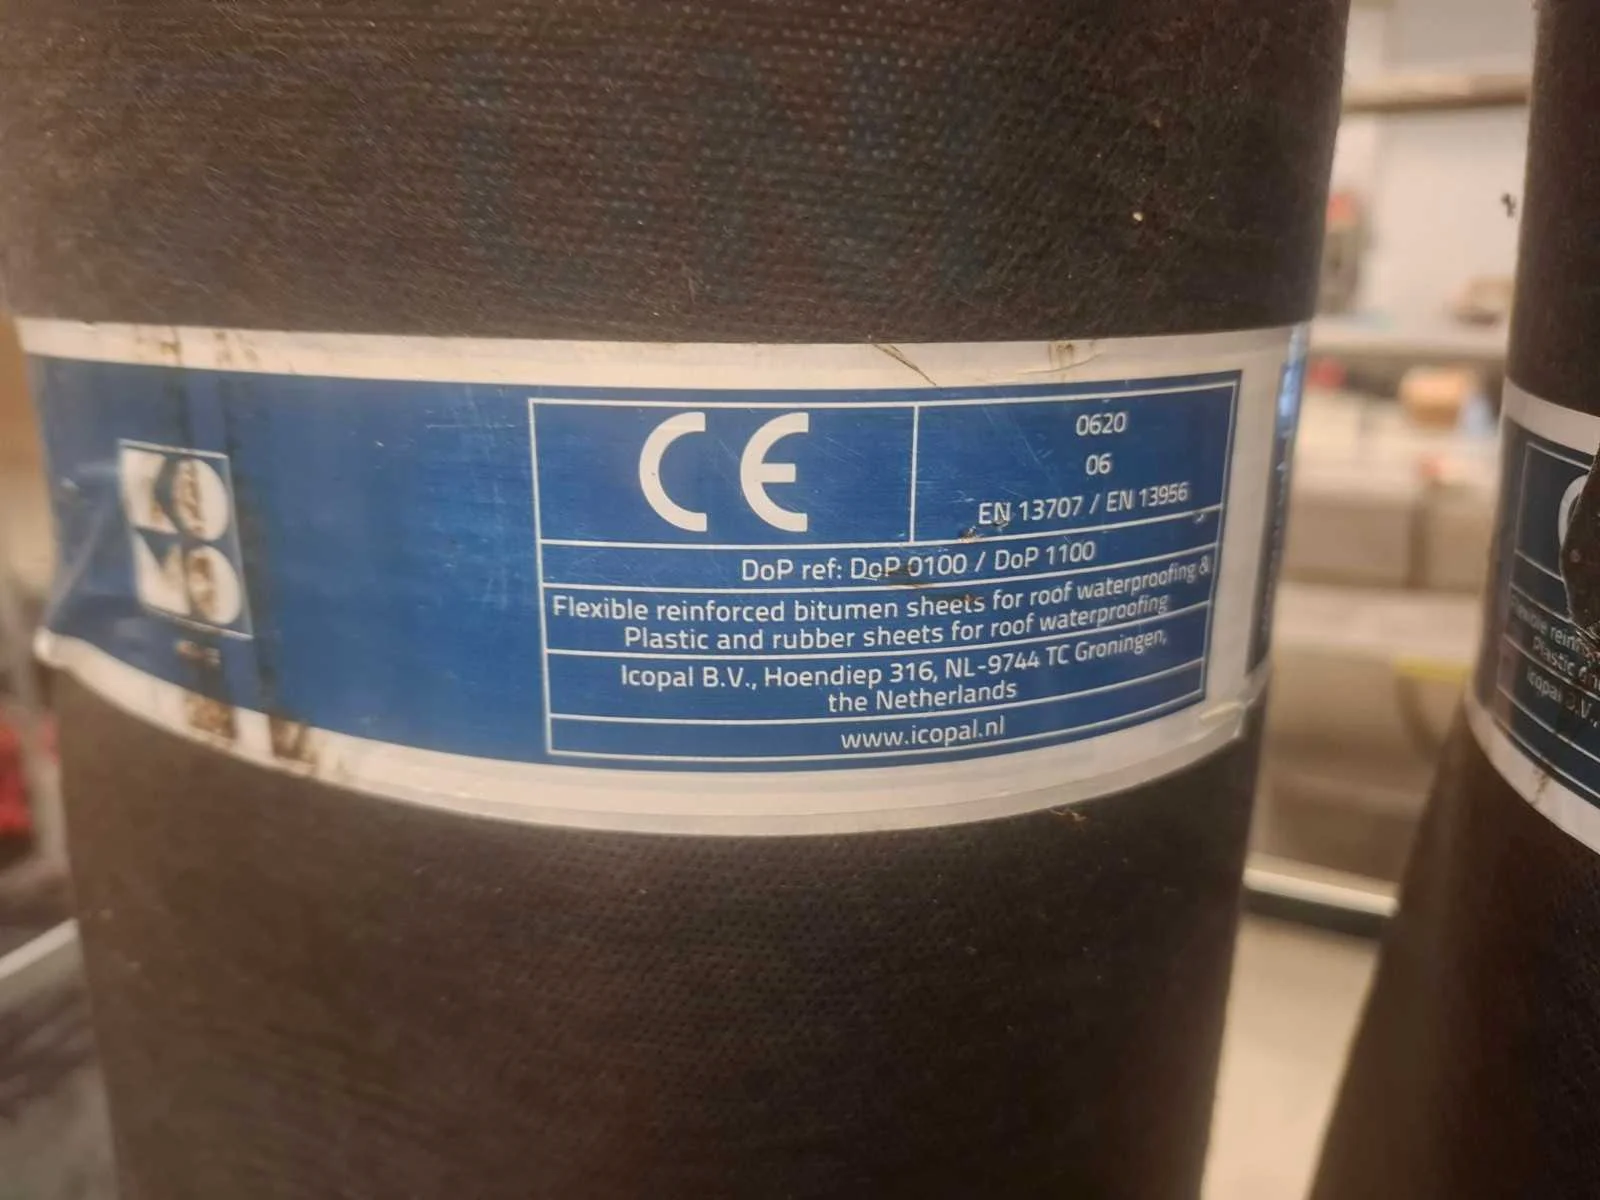 KOMO
CE
0620
06
EN 13707 / EN 13956
DoP ref: DoP 0100 / DoP 1100
Flexible reinforced bitumen sheets for roof waterproofing &
Plastic and rubber sheets for roof waterproofing
Icopal B.V., Hoendiep 316, NL-9744 TC Groningen,
the Netherlands
www.icopal.nl
Icopal B.V.,